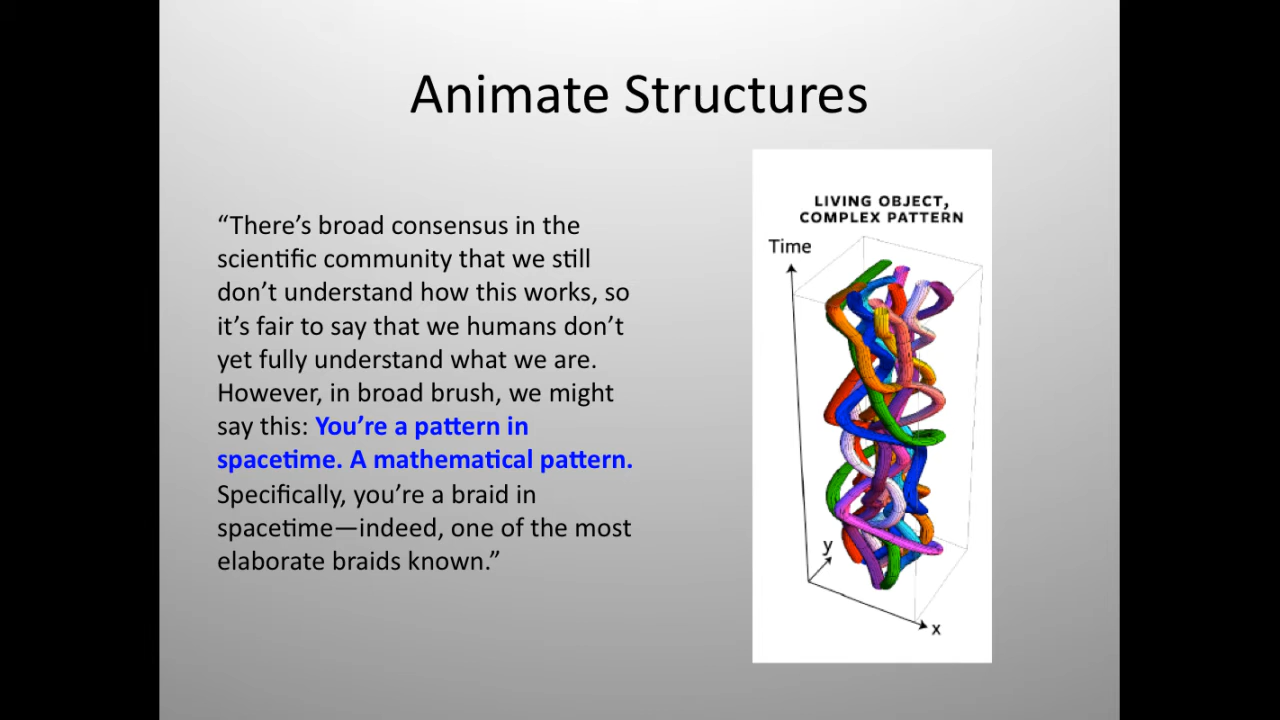 Animate Structures
“There’s broad consensus in the
scientific community that we still
don’t understand how this works, so
it’s fair to say that we humans don’t
yet fully understand what we are.
However, in broad brush, we might
say this: You’re a pattern in
spacetime. A mathematical pattern.
Specifically, you’re a braid in
spacetime—indeed, one of the most
elaborate braids known.”
LIVING OBJECT,
COMPLEX PATTERN
Time
y
x